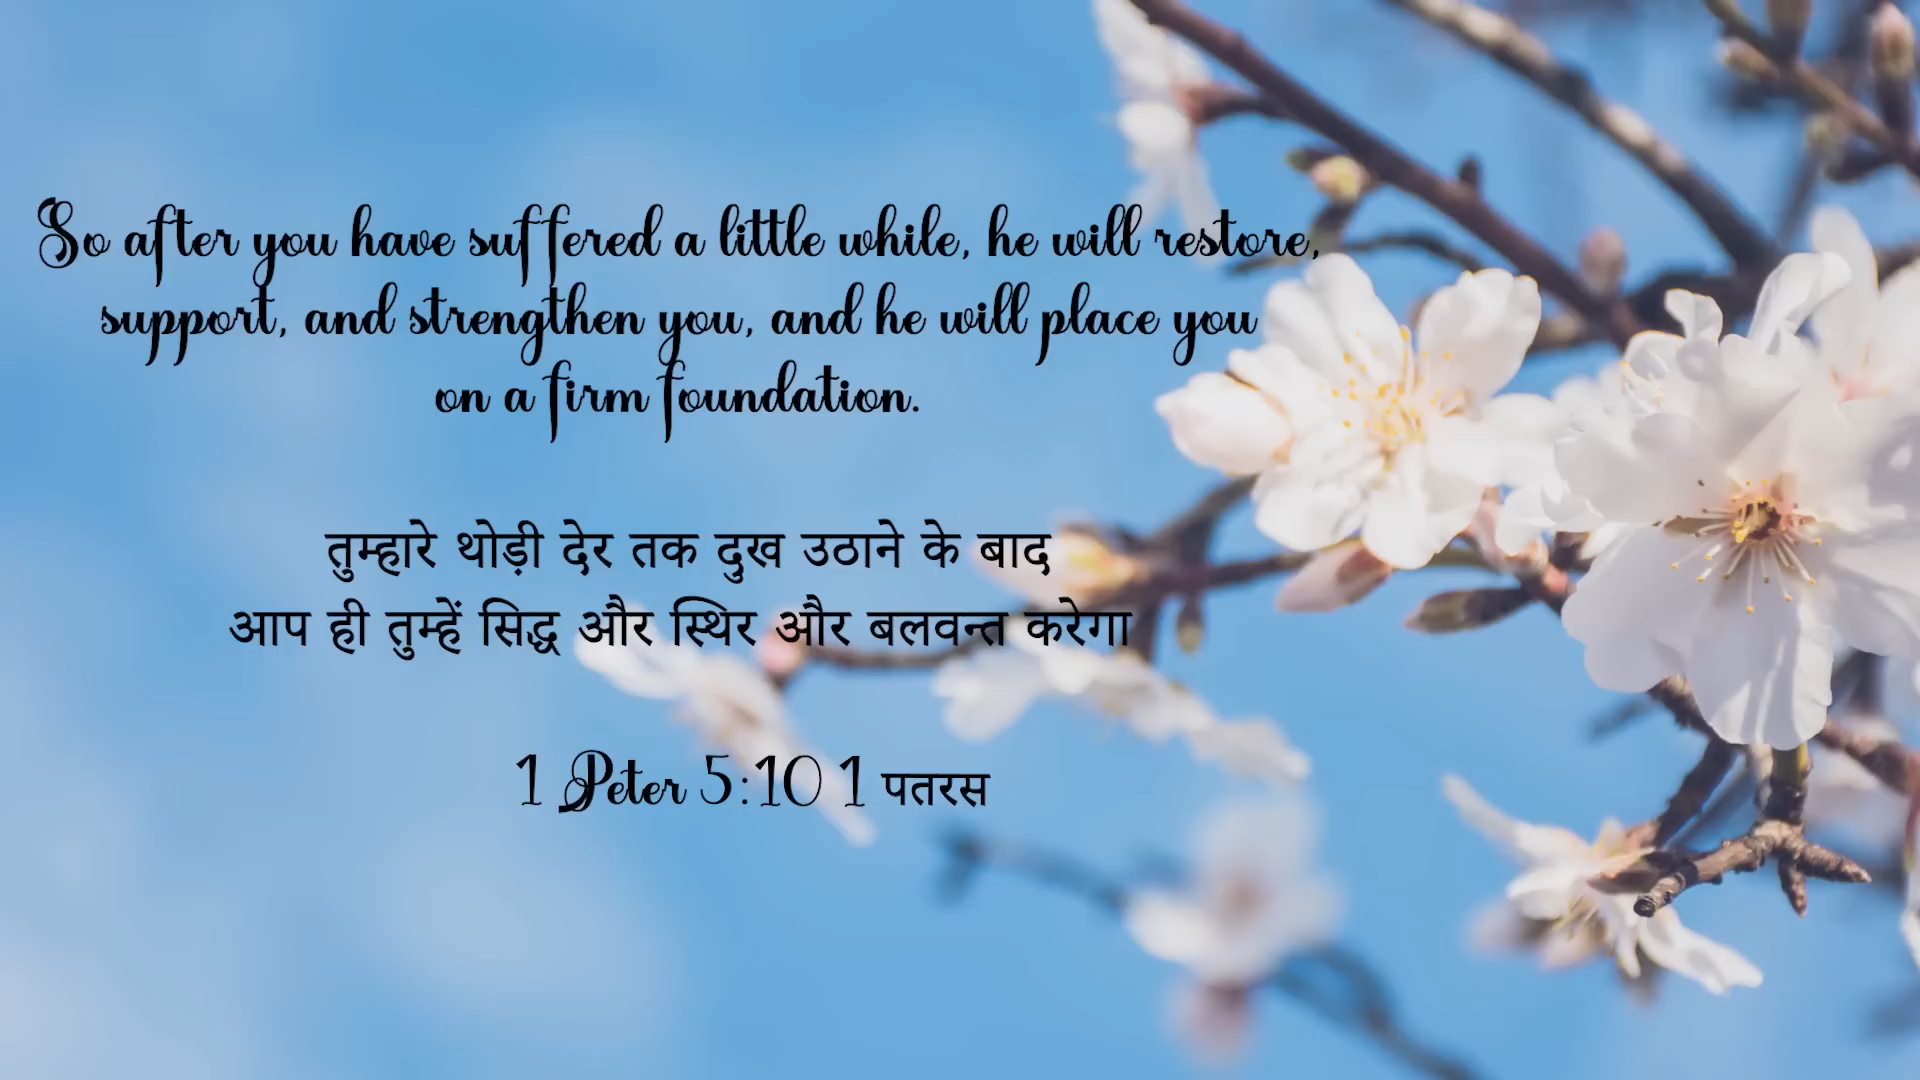 So after you have suffered a little while, he will restore,
support, and strengthen you, and he will place you
on a firm foundation.
तुम्हारे थोड़ी देर तक दुख उठाने के बाद
आप ही तुम्हें सिद्ध और स्थिर और बलवन्त करेगा
1 Peter 5:10 1 पतरस